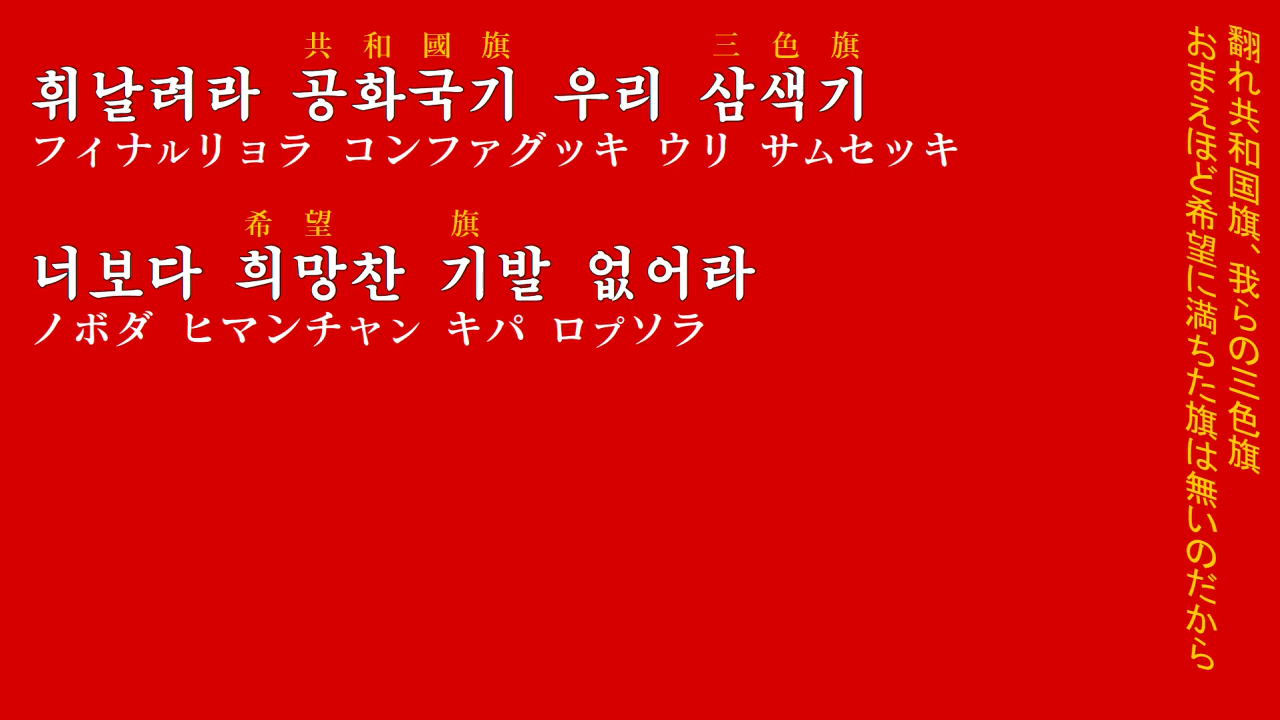 共和國旗 三色旗
휘날려라 공화국기 우리 삼색기
フィナルリョラ コンファグッキ ウリ サムセッキ
希望 旗
너보다 희망찬 기발 없어라
ノボダ ヒマンチャン キパ ロプソラ
翻れ共和国旗、我らの三色旗
おまえほど希望に満ちた旗は無いのだから